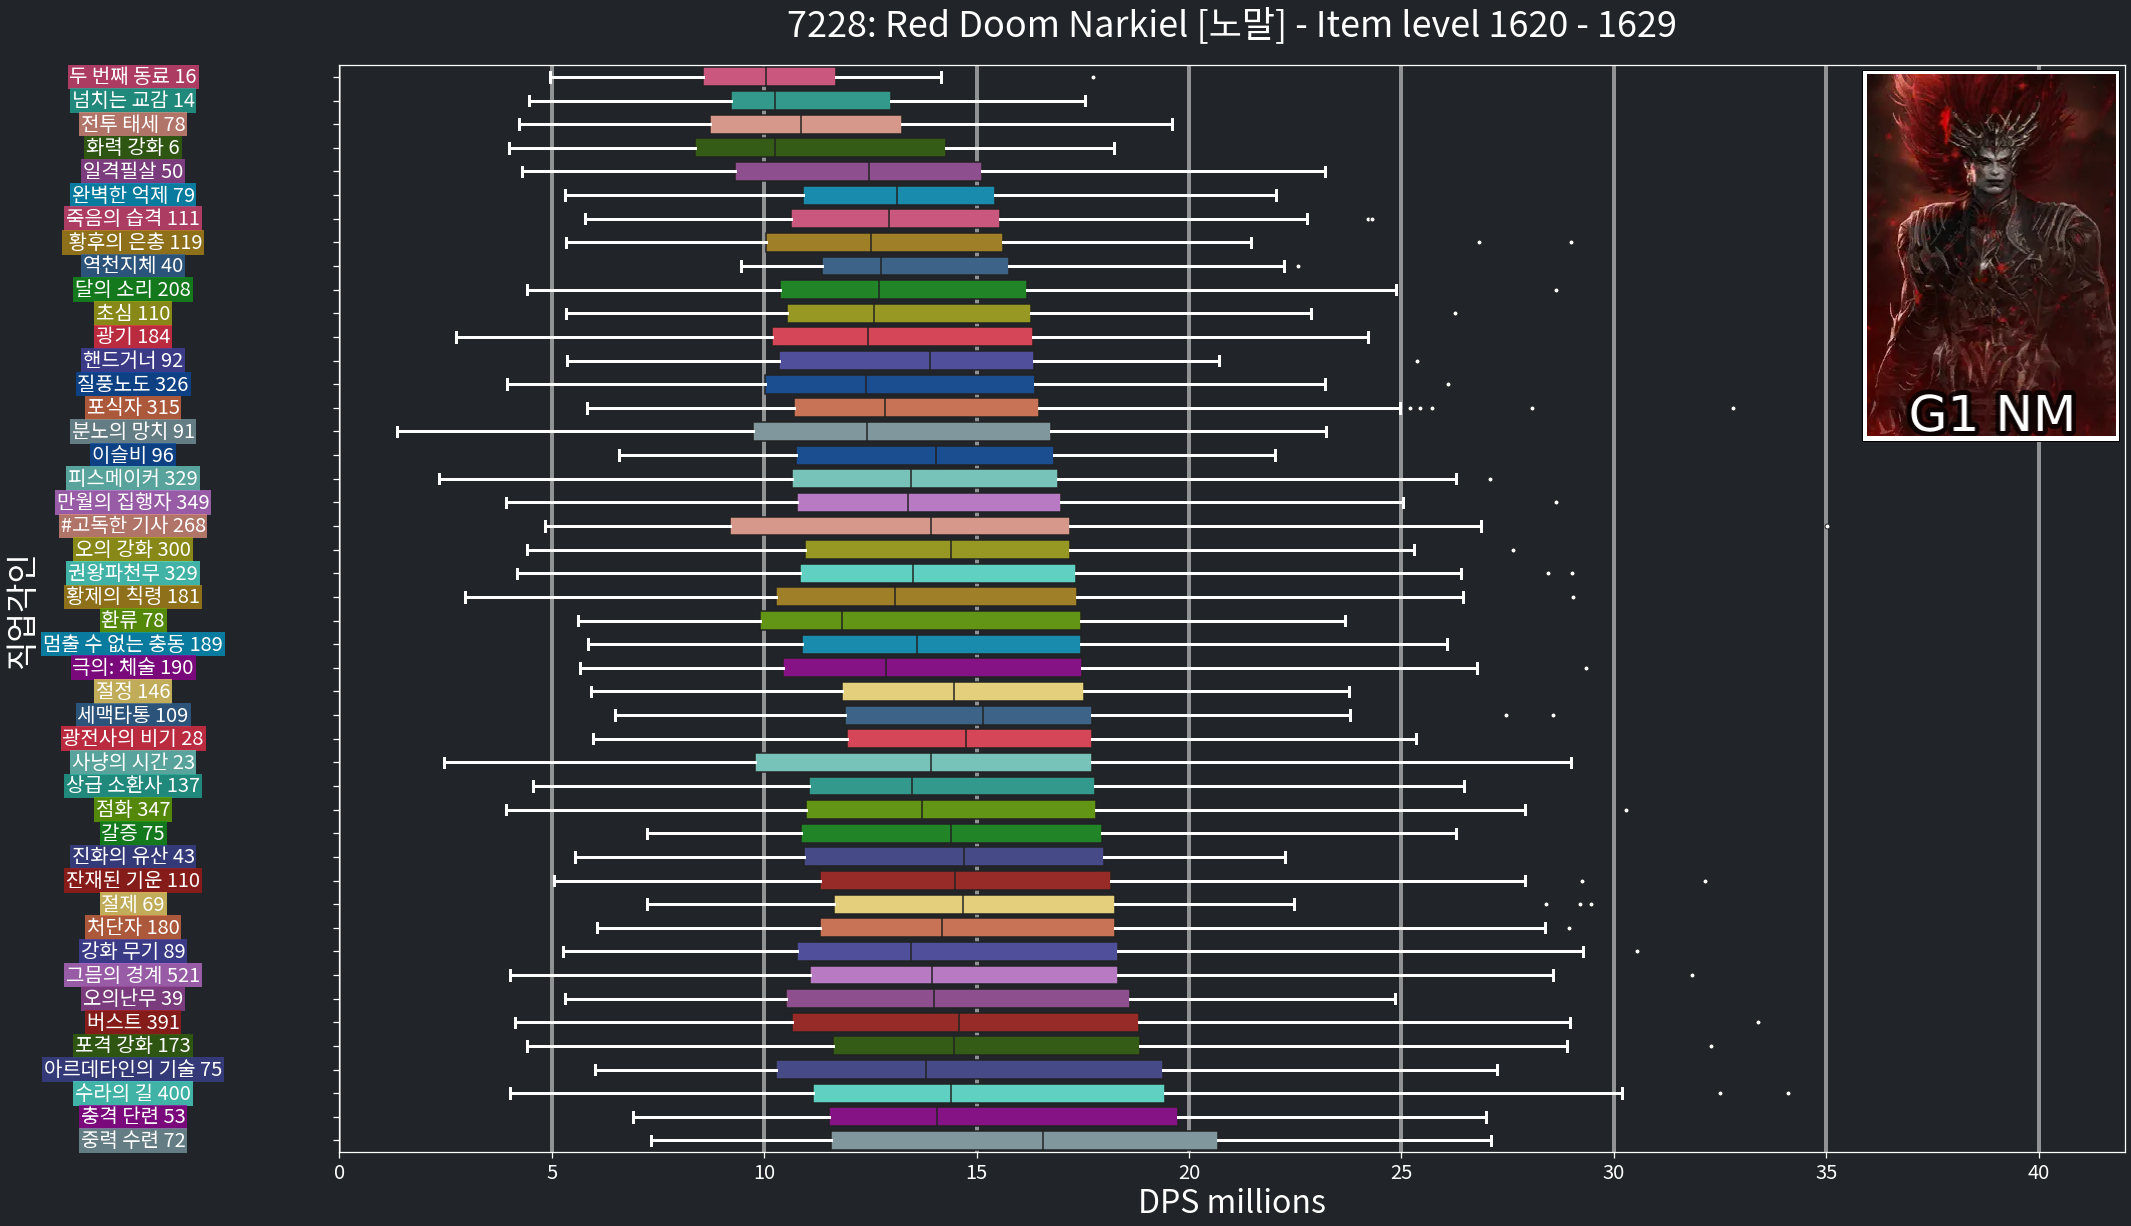 7228: Red Doom Narkiel [노말] - Item level 1620 - 1629
두 번째 동료 16
넘치는 교감 14
전투 태세 78
화력 강화 6
일격필살 50
완벽한 억제 79
죽음의 습격 111
황후의 은총 119
역천지체 40
달의 소리 208
초심 110
광기 184
핸드거너 92
질풍노도 326
포식자 315
분노의 망치 91
이슬비 96
피스메이커 329
만월의 집행자 349
#고독한 기사 268
오의 강화 300
권왕파천무 329
황제의 칙령 181
환류 78
멈출 수 없는 충동 189
극의: 체술 190
절정 146
세맥타통 109
광전사의 비기 28
사냥의 시간 23
상급 소환사 137
점화 347
갈증 75
진화의 유산 43
잔재된 기운 110
절제 69
처단자 180
강화 무기 89
그믐의 경계 521
오의난무 39
버스트 391
포격 강화 173
아르데타인의 기술 75
수라의 길 400
충격 단련 53
중력 수련 72
직업각인
0 5 10 15 20 25 30 35 40
DPS millions
G1 NM